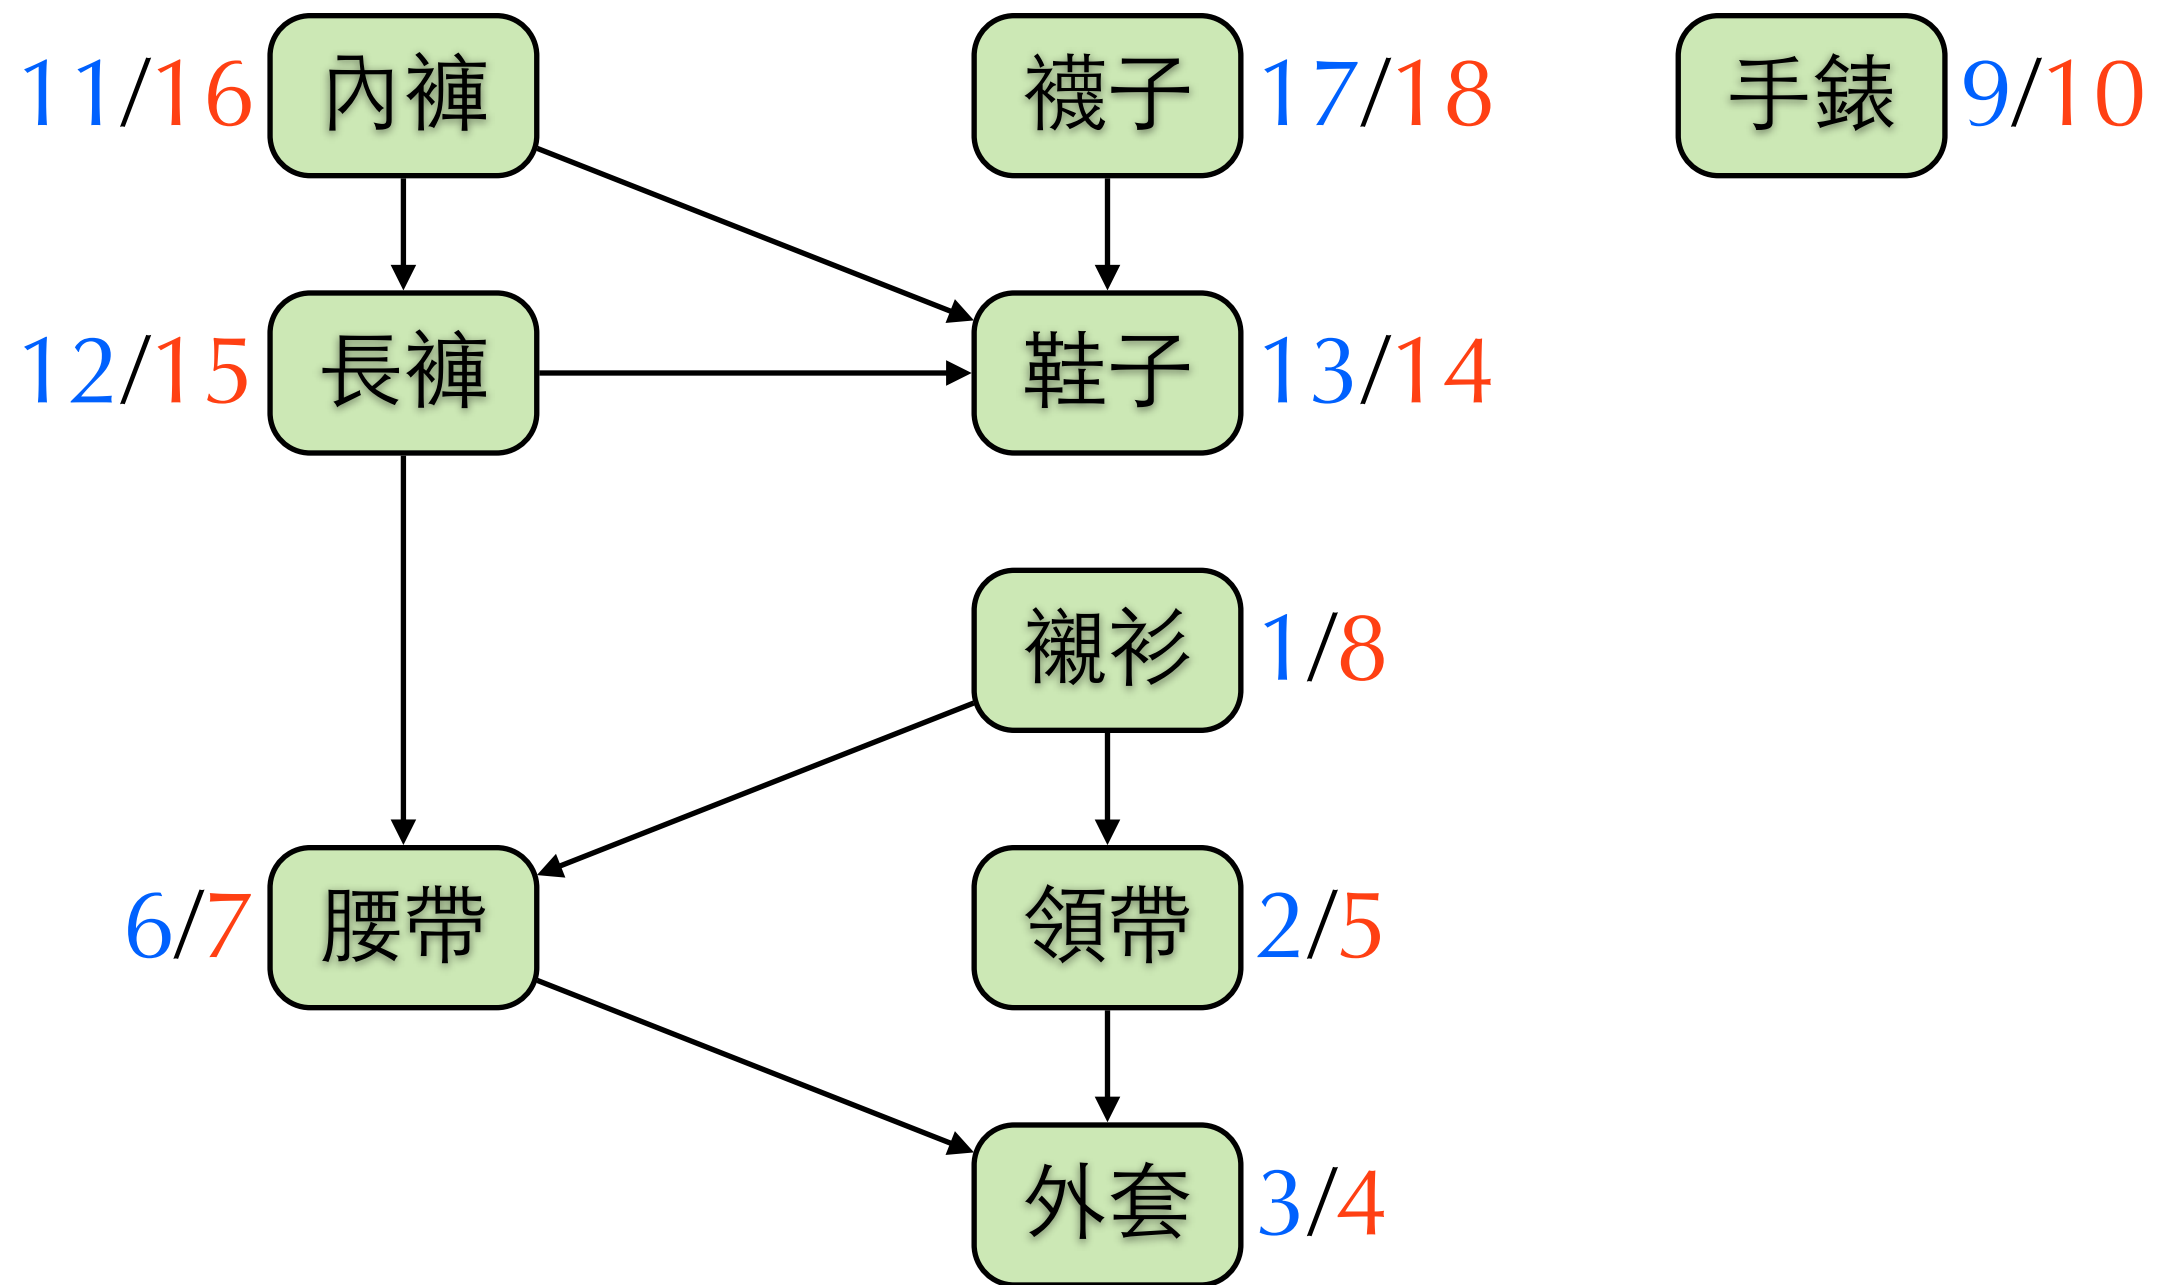 11/16 內褲 襪子 17/18 手錶 9/10
12/15 長褲 鞋子 13/14
襯衫 1/8
6/7 腰帶 領帶 2/5
外套 3/4